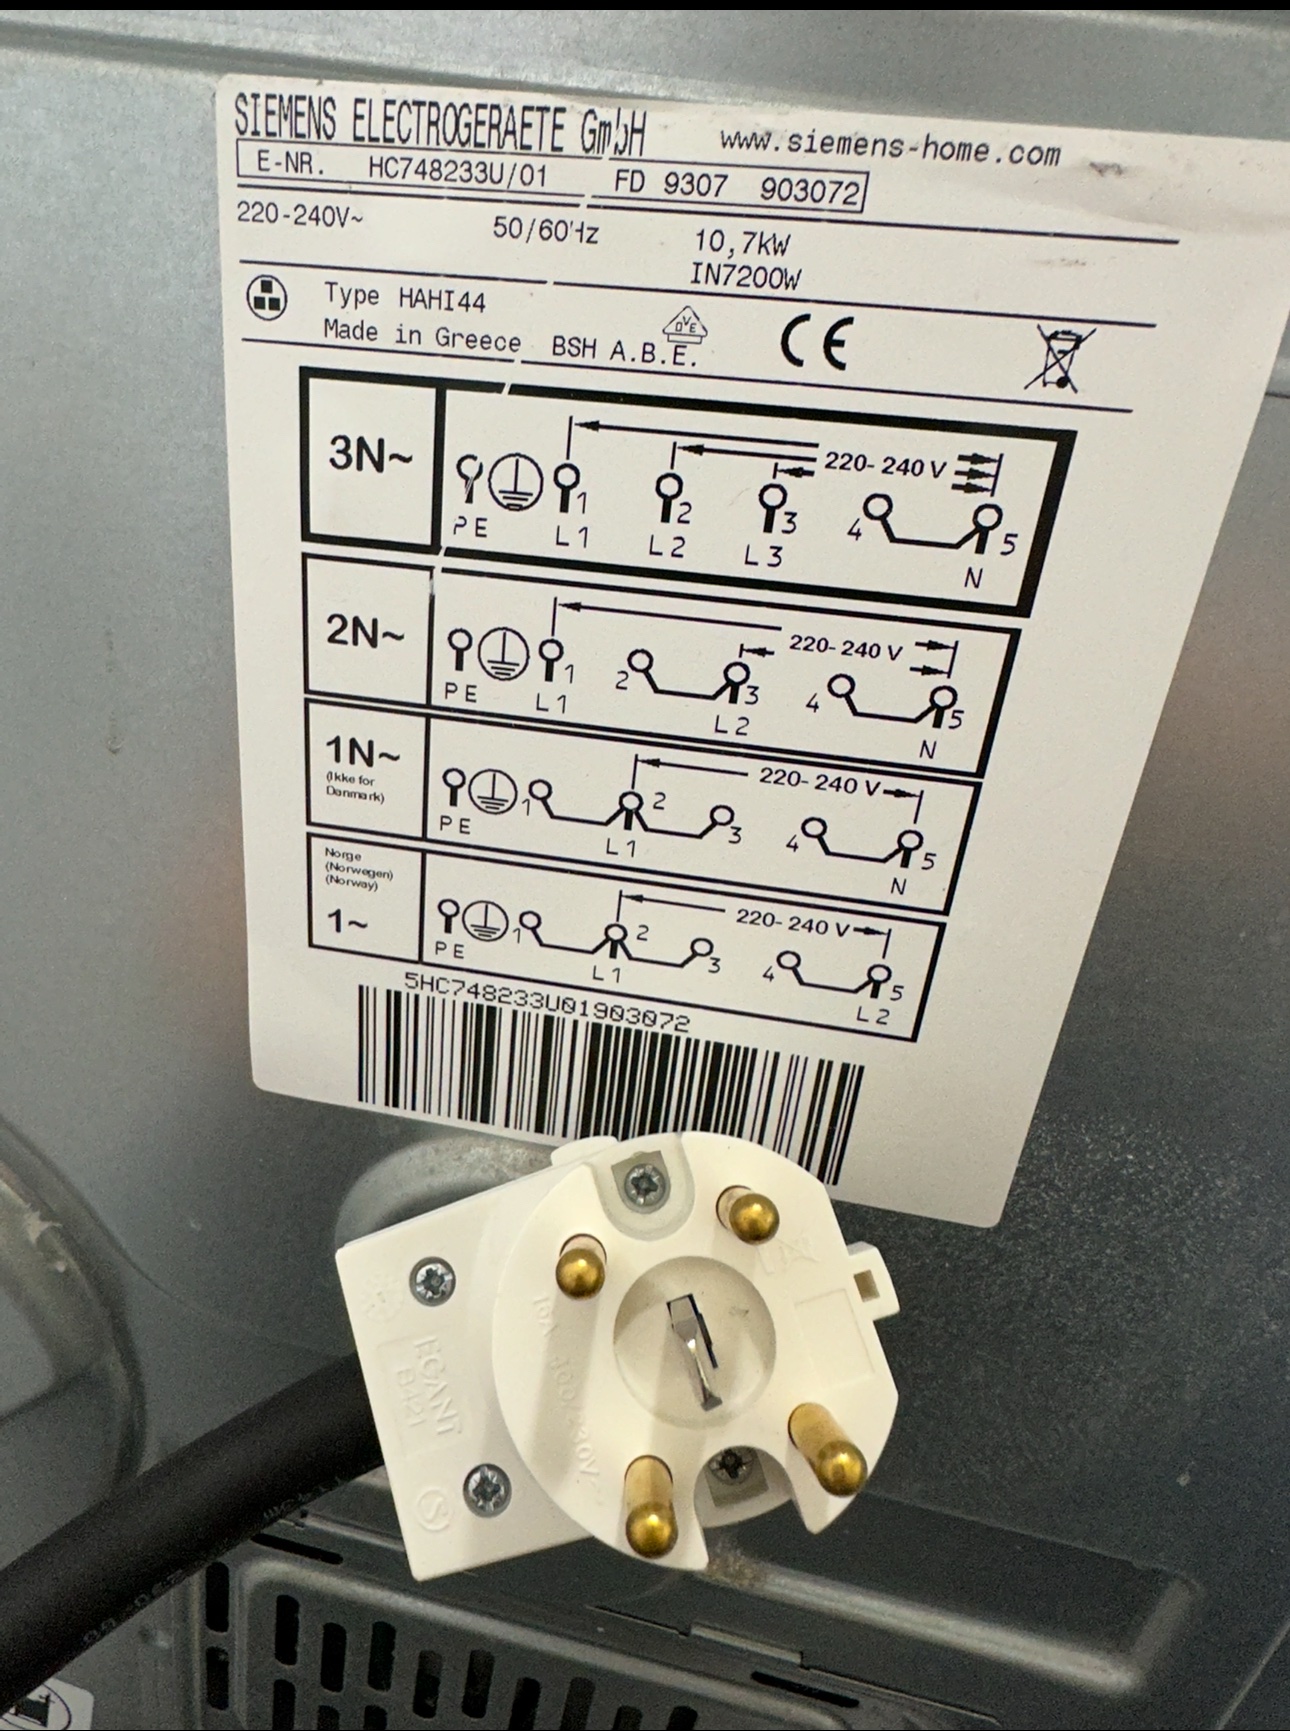 SIEMENS ELECTROGERAETE GmbH www.siemens-home.com
E-NR. HC748233U/01 FD 9307 903072
220-240V~ 50/60Hz 10,7kW
IN7200W
Type HAHI44
Made in Greece BSH A.B.E.
DVE
CE
3N~
220-240 V
1 2 3 4 5
PE L1 L2 L3 N
2N~
220-240 V
1 2 3 4 5
PE L1 L2 N
1N~
(Ikke for
Danmark)
220-240 V
1 2 3 4 5
PE L1 N
Norge
(Norwegen)
(Norway)
1~
220-240 V
1 2 3 4 5
PE L1 L2
5HC748233U01903072
EGANT
B421
S
16A 400/230V~